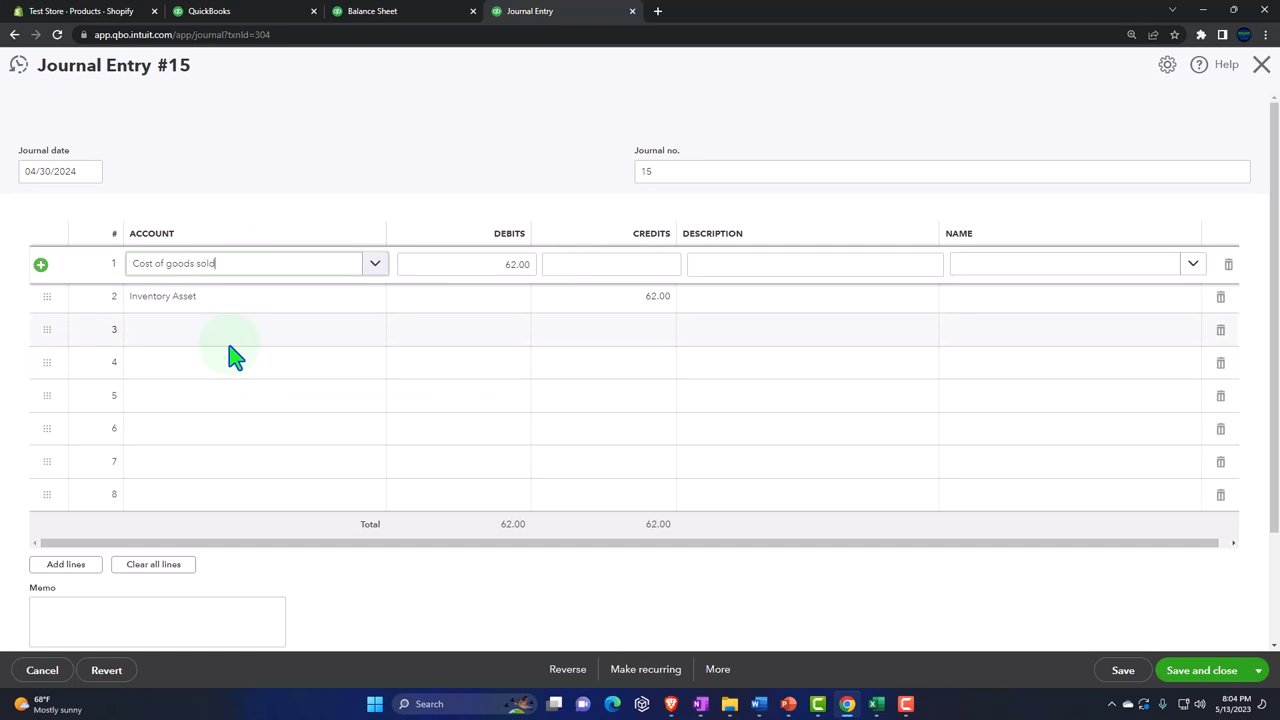 Test Store · Products · Shopify
QuickBooks
Balance Sheet
Journal Entry
app.qbo.intuit.com/app/journal?txnId=304
Journal Entry #15
Help
Journal date
Journal no.
04/30/2024
15
# ACCOUNT DEBITS CREDITS DESCRIPTION NAME
1 Cost of goods sold 62.00
2 Inventory Asset 62.00
3
4
5
6
7
8
Total 62.00 62.00
Add lines
Clear all lines
Memo
Cancel
Revert
Reverse
Make recurring
More
Save
Save and close
68°F
Mostly sunny
Search
8:04 PM
5/13/2023